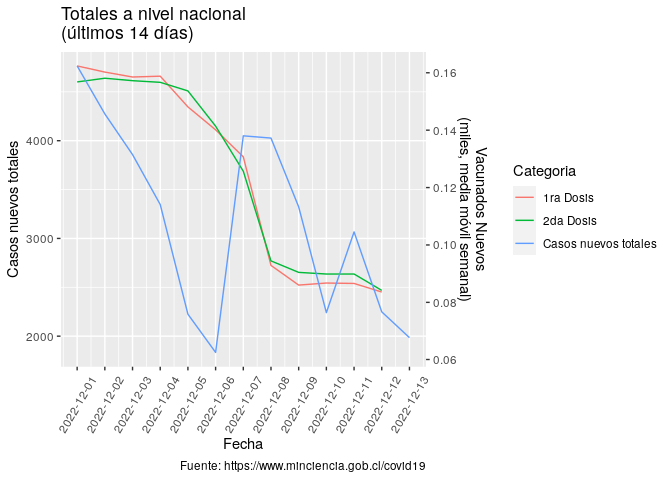 Totales a nivel nacional
(últimos 14 días)
Casos nuevos totales
4000
3000
2000
0.16
0.14
0.12
0.10
0.08
0.06
Vacunados Nuevos
(miles, media móvil semanal)
2022-12-01
2022-12-02
2022-12-03
2022-12-04
2022-12-05
2022-12-06
2022-12-07
2022-12-08
2022-12-09
2022-12-10
2022-12-11
2022-12-12
2022-12-13
Fecha
Categoria
1ra Dosis
2da Dosis
Casos nuevos totales
Fuente: https://www.minciencia.gob.cl/covid19